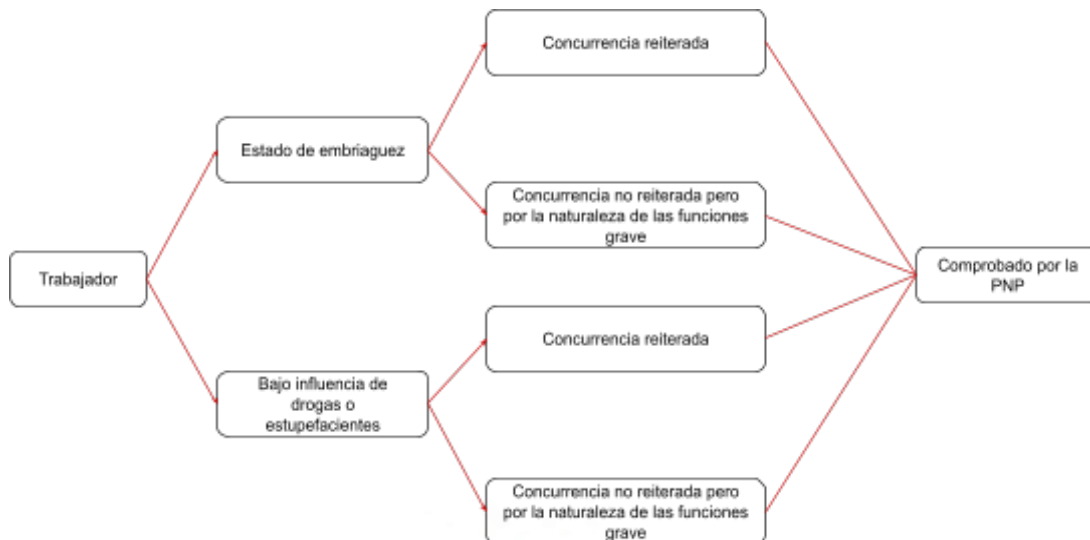 Concurrencia reiterada
Estado de embriaguez
Concurrencia no reiterada pero
por la naturaleza de las funciones
grave
Trabajador
Comprobado por la
PNP
Concurrencia reiterada
Bajo influencia de
drogas o
estupefacientes
Concurrencia no reiterada pero
por la naturaleza de las funciones
grave